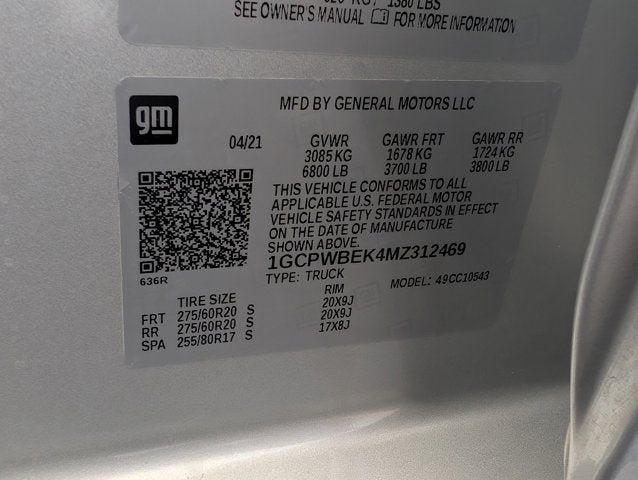 1380 LBS
SEE OWNER'S MANUAL FOR MORE INFORMATION
gm
MFD BY GENERAL MOTORS LLC
04/21 GVWR GAWR FRT GAWR RR
3085 KG 1678 KG 1724 KG
6800 LB 3700 LB 3800 LB
THIS VEHICLE CONFORMS TO ALL
APPLICABLE U.S. FEDERAL MOTOR
VEHICLE SAFETY STANDARDS IN EFFECT
ON THE DATE OF MANUFACTURE
SHOWN ABOVE.
1GCPWBEK4MZ312469
TYPE: TRUCK MODEL: 49CC10543
636R
TIRE SIZE RIM
FRT 275/60R20 S 20X9J
RR 275/60R20 S 20X9J
SPA 255/80R17 S 17X8J